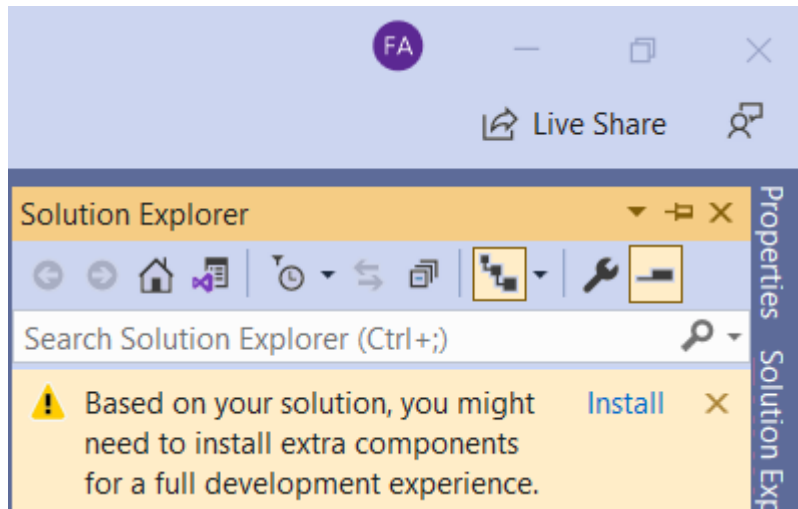 FA
Live Share
Solution Explorer
Search Solution Explorer (Ctrl+;)
Based on your solution, you might
need to install extra components
for a full development experience.
Install
Properties
Solution Exp